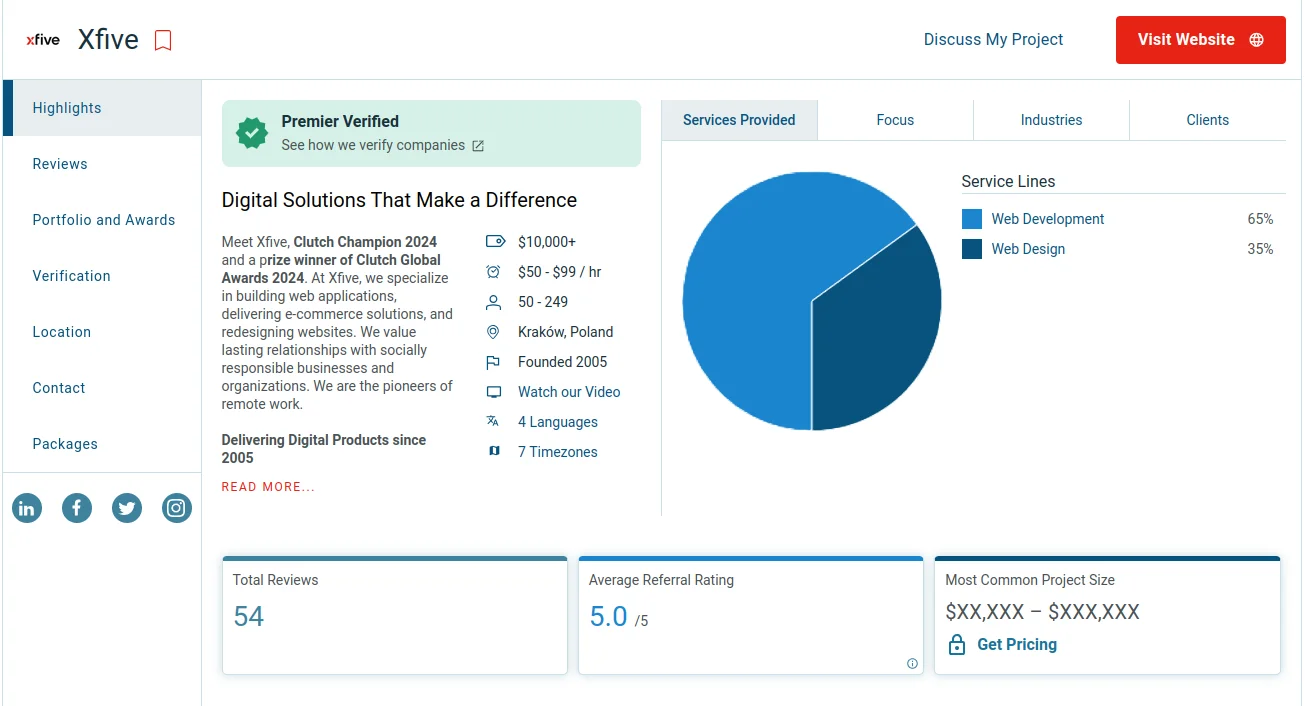 xfive Xfive
Discuss My Project
Visit Website
Highlights
Reviews
Portfolio and Awards
Verification
Location
Contact
Packages
Premier Verified
See how we verify companies
Digital Solutions That Make a Difference
Meet Xfive, Clutch Champion 2024
and a prize winner of Clutch Global
Awards 2024. At Xfive, we specialize
in building web applications,
delivering e-commerce solutions, and
redesigning websites. We value
lasting relationships with socially
responsible businesses and
organizations. We are the pioneers of
remote work.
Delivering Digital Products since
2005
READ MORE...
$10,000+
$50 - $99 / hr
50 - 249
Kraków, Poland
Founded 2005
Watch our Video
4 Languages
7 Timezones
Services Provided
Focus
Industries
Clients
Service Lines
Web Development 65%
Web Design 35%
Total Reviews
54
Average Referral Rating
5.0 /5
Most Common Project Size
$XX,XXX – $XXX,XXX
Get Pricing